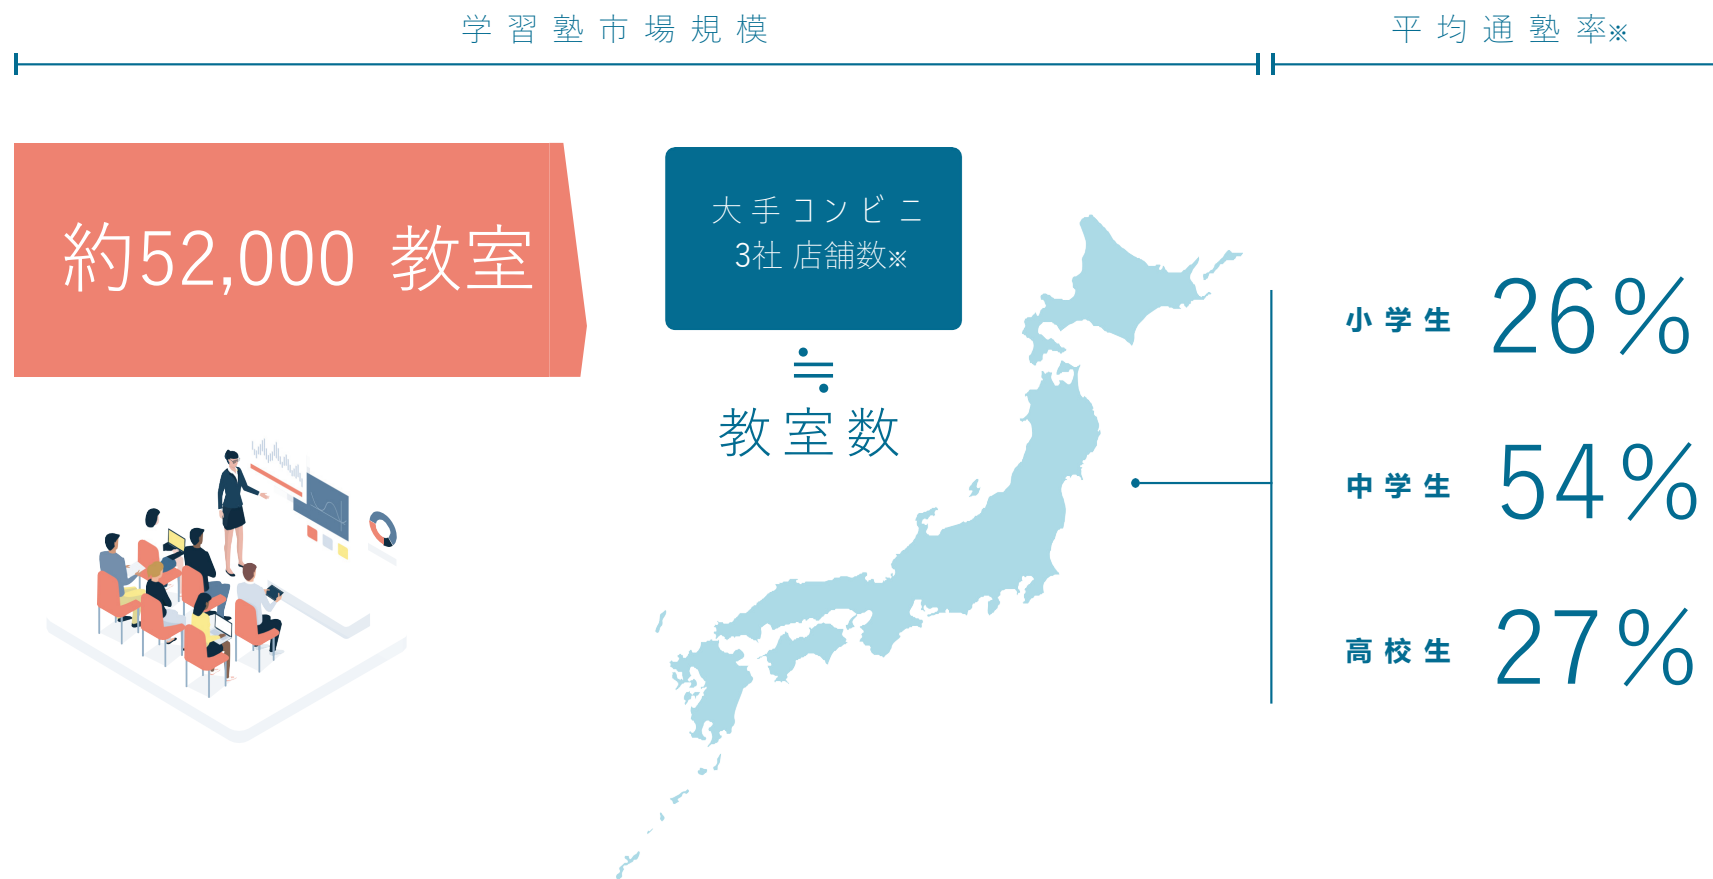 学習塾市場規模
平均通塾率※
約52,000 教室
大手コンビニ
3社 店舗数※
≒
教室数
小学生 26%
中学生 54%
高校生 27%